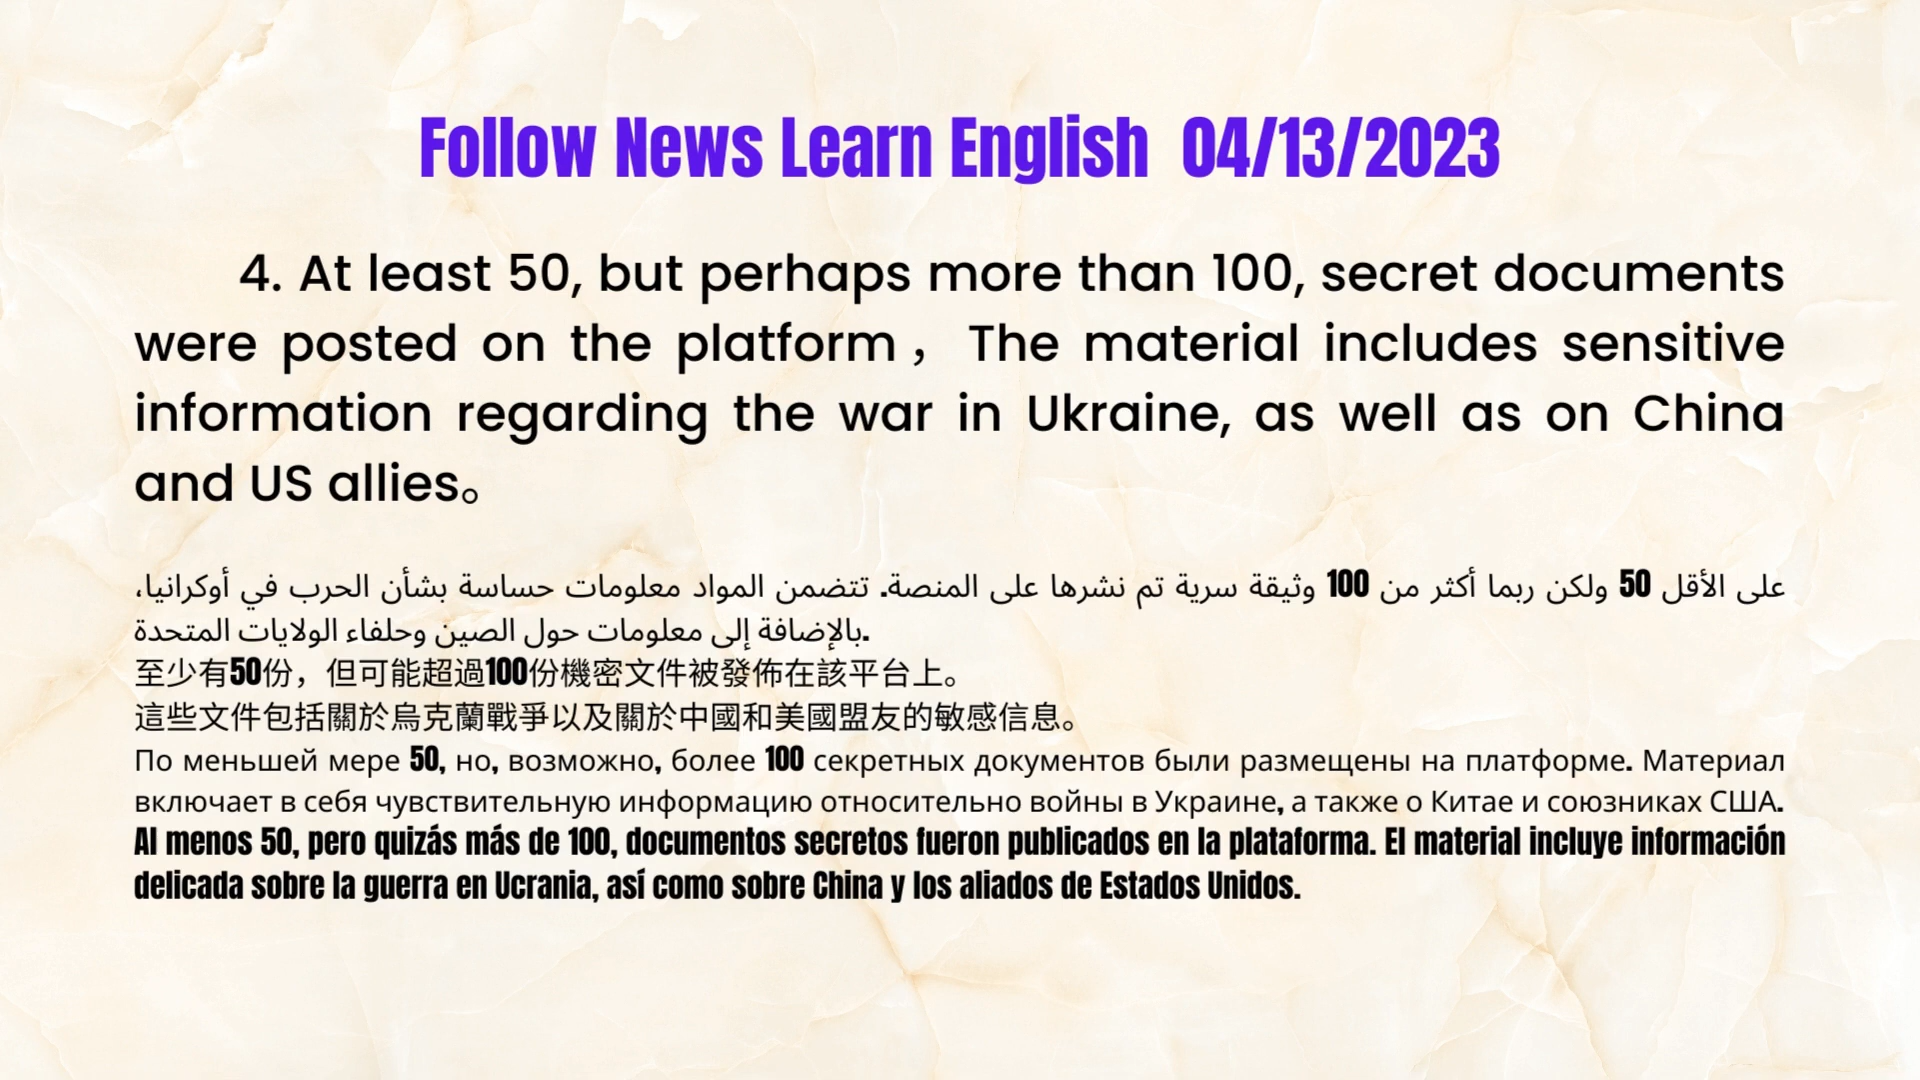 Follow News Learn English 04/13/2023
4. At least 50, but perhaps more than 100, secret documents
were posted on the platform，The material includes sensitive
information regarding the war in Ukraine, as well as on China
and US allies。
على الأقل 50 ولكن ربما أكثر من 100 وثيقة سرية تم نشرها على المنصة. تتضمن المواد معلومات حساسة بشأن الحرب في أوكرانيا،
بالإضافة إلى معلومات حول الصين وحلفاء الولايات المتحدة.
至少有50份，但可能超過100份機密文件被發佈在該平台上。
這些文件包括關於烏克蘭戰爭以及關於中國和美國盟友的敏感信息。
По меньшей мере 50, но, возможно, более 100 секретных документов были размещены на платформе. Материал
включает в себя чувствительную информацию относительно войны в Украине, а также о Китае и союзниках США.
Al menos 50, pero quizás más de 100, documentos secretos fueron publicados en la plataforma. El material incluye información
delicada sobre la guerra en Ucrania, así como sobre China y los aliados de Estados Unidos.